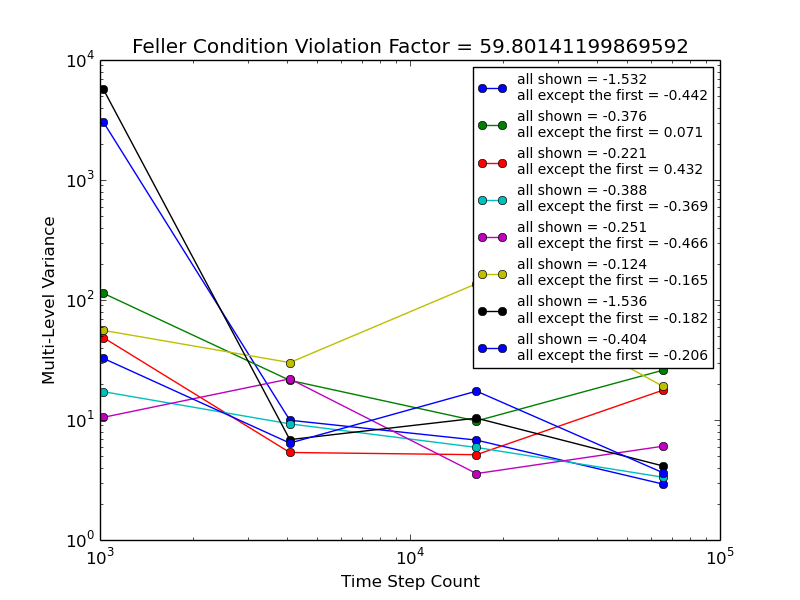 Feller Condition Violation Factor = 59.80141199869592
10^4
10^3
10^2
10^1
10^0
Multi-Level Variance
all shown = -1.532
all except the first = -0.442
all shown = -0.376
all except the first = 0.071
all shown = -0.221
all except the first = 0.432
all shown = -0.388
all except the first = -0.369
all shown = -0.251
all except the first = -0.466
all shown = -0.124
all except the first = -0.165
all shown = -1.536
all except the first = -0.182
all shown = -0.404
all except the first = -0.206
10^3
10^4
10^5
Time Step Count